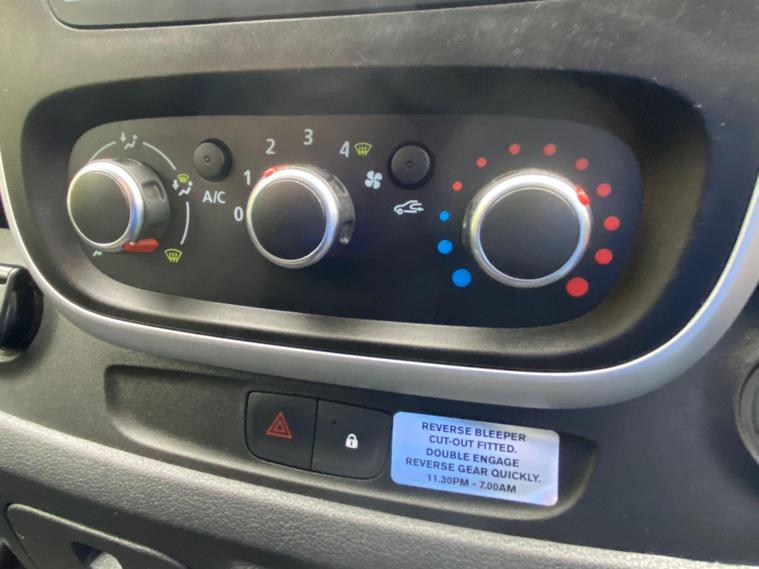 0
1
2
3
4
A/C
REVERSE BLEEPER
CUT-OUT FITTED.
DOUBLE ENGAGE
REVERSE GEAR QUICKLY.
11.30PM - 7.00AM